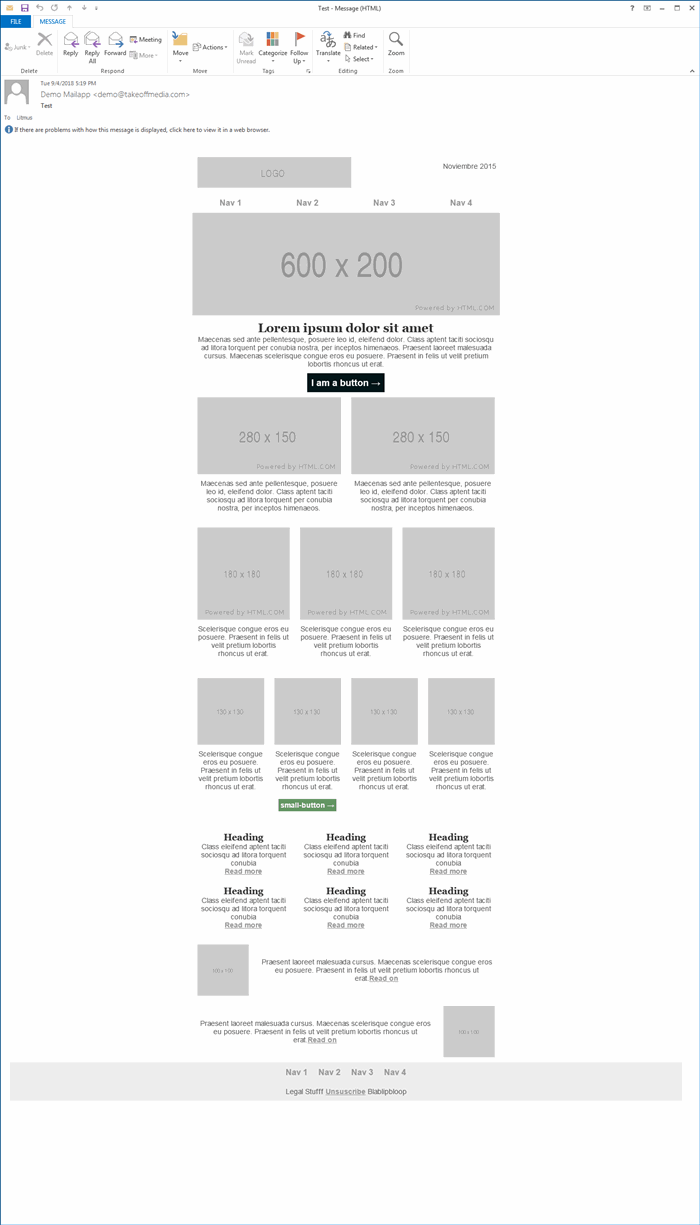 Test - Message (HTML)
FILE MESSAGE
Junk Delete Reply Reply All Forward Meeting More Move Actions Mark Unread Categorize Follow Up Translate Find Related Select Zoom
Delete Respond Move Tags Editing Zoom
Tue 9/4/2018 5:19 PM
Demo Mailapp <demo@takeoffmedia.com>
Test
To Litmus
If there are problems with how this message is displayed, click here to view it in a web browser.
LOGO
Noviembre 2015
Nav 1 Nav 2 Nav 3 Nav 4
600 x 200
Powered by HTML.COM
Lorem ipsum dolor sit amet
Maecenas sed ante pellentesque, posuere leo id, eleifend dolor. Class aptent taciti sociosqu
ad litora torquent per conubia nostra, per inceptos himenaeos. Praesent laoreet malesuada
cursus. Maecenas scelerisque congue eros eu posuere. Praesent in felis ut velit pretium
lobortis rhoncus ut erat.
I am a button →
280 x 150
Powered by HTML.COM
280 x 150
Powered by HTML.COM
Maecenas sed ante pellentesque, posuere
leo id, eleifend dolor. Class aptent taciti
sociosqu ad litora torquent per conubia
nostra, per inceptos himenaeos.
Maecenas sed ante pellentesque, posuere
leo id, eleifend dolor. Class aptent taciti
sociosqu ad litora torquent per conubia
nostra, per inceptos himenaeos.
180 x 180
Powered by HTML.COM
180 x 180
Powered by HTML.COM
180 x 180
Powered by HTML.COM
Scelerisque congue eros eu
posuere. Praesent in felis ut
velit pretium lobortis
rhoncus ut erat.
Scelerisque congue eros eu
posuere. Praesent in felis ut
velit pretium lobortis
rhoncus ut erat.
Scelerisque congue eros eu
posuere. Praesent in felis ut
velit pretium lobortis
rhoncus ut erat.
130 x 130
130 x 130
130 x 130
130 x 130
Scelerisque congue
eros eu posuere.
Praesent in felis ut
velit pretium lobortis
rhoncus ut erat.
Scelerisque congue
eros eu posuere.
Praesent in felis ut
velit pretium lobortis
rhoncus ut erat.
small-button →
Scelerisque congue
eros eu posuere.
Praesent in felis ut
velit pretium lobortis
rhoncus ut erat.
Scelerisque congue
eros eu posuere.
Praesent in felis ut
velit pretium lobortis
rhoncus ut erat.
Heading
Class eleifend aptent taciti
sociosqu ad litora torquent
conubia
Read more
Heading
Class eleifend aptent taciti
sociosqu ad litora torquent
conubia
Read more
Heading
Class eleifend aptent taciti
sociosqu ad litora torquent
conubia
Read more
Heading
Class eleifend aptent taciti
sociosqu ad litora torquent
conubia
Read more
Heading
Class eleifend aptent taciti
sociosqu ad litora torquent
conubia
Read more
Heading
Class eleifend aptent taciti
sociosqu ad litora torquent
conubia
Read more
100 x 100
Praesent laoreet malesuada cursus. Maecenas scelerisque congue eros
eu posuere. Praesent in felis ut velit pretium lobortis rhoncus ut
erat.Read on
Praesent laoreet malesuada cursus. Maecenas scelerisque congue eros
eu posuere. Praesent in felis ut velit pretium lobortis rhoncus ut
erat.Read on
100 x 100
Nav 1 Nav 2 Nav 3 Nav 4
Legal Stufff Unsuscribe Blablipbloop